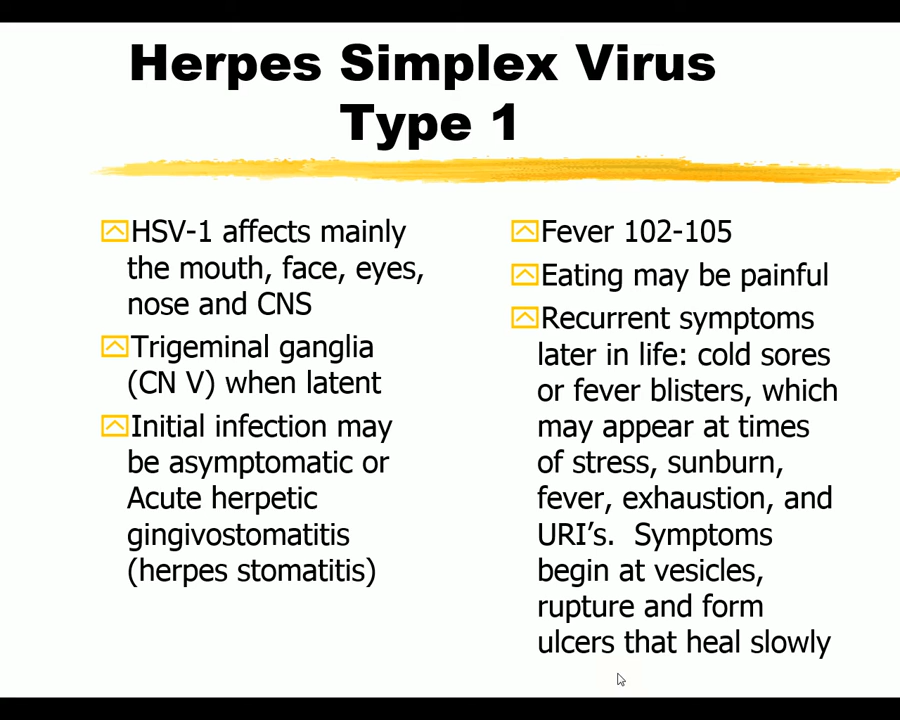 Herpes Simplex Virus
Type 1
HSV-1 affects mainly
the mouth, face, eyes,
nose and CNS
Trigeminal ganglia
(CN V) when latent
Initial infection may
be asymptomatic or
Acute herpetic
gingivostomatitis
(herpes stomatitis)
Fever 102-105
Eating may be painful
Recurrent symptoms
later in life: cold sores
or fever blisters, which
may appear at times
of stress, sunburn,
fever, exhaustion, and
URI’s.  Symptoms
begin at vesicles,
rupture and form
ulcers that heal slowly